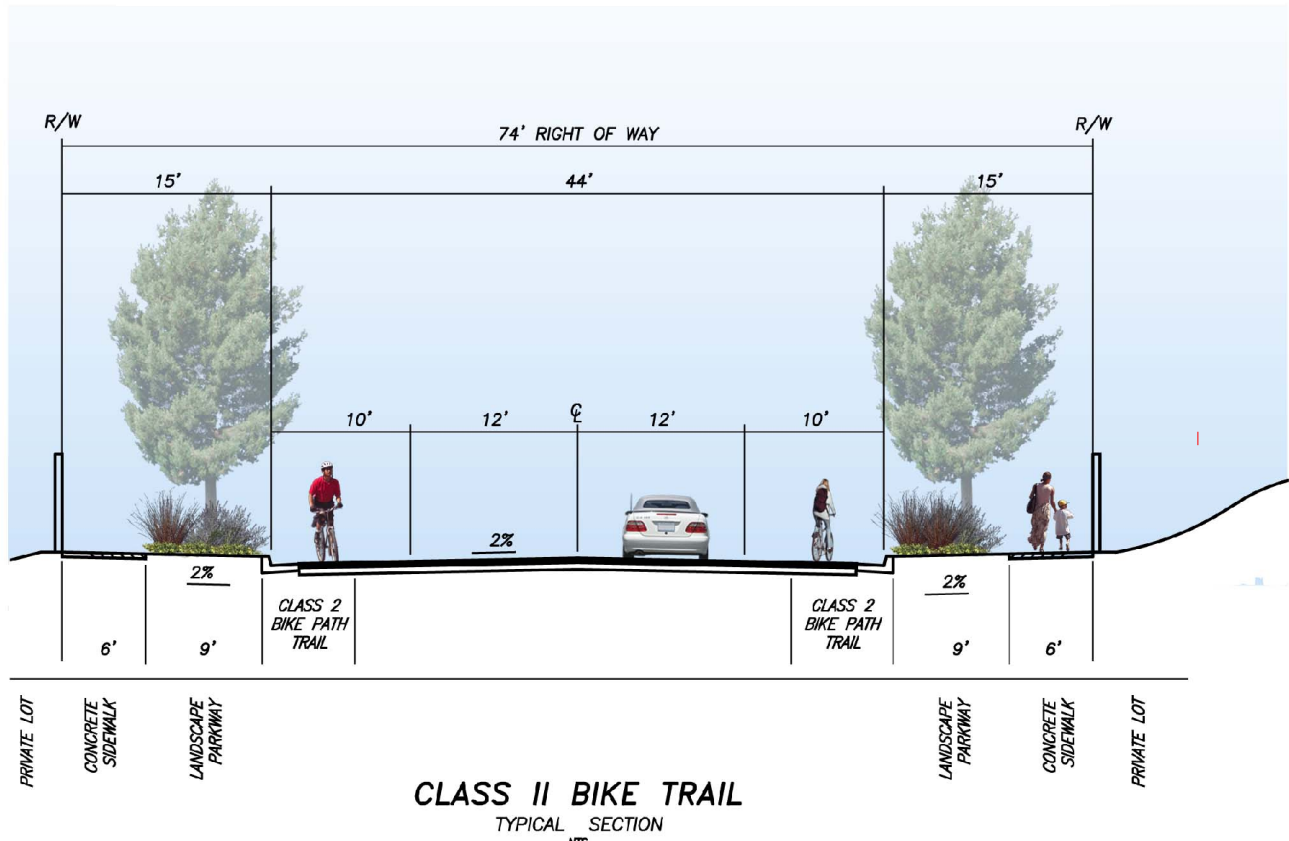 R/W
R/W
74' RIGHT OF WAY
15'
44'
15'
10'
12'
℄
12'
10'
2%
2%
2%
CLASS 2
BIKE PATH
TRAIL
CLASS 2
BIKE PATH
TRAIL
6'
9'
9'
6'
PRIVATE LOT
CONCRETE
SIDEWALK
LANDSCAPE
PARKWAY
LANDSCAPE
PARKWAY
CONCRETE
SIDEWALK
PRIVATE LOT
CLASS II BIKE TRAIL
TYPICAL SECTION